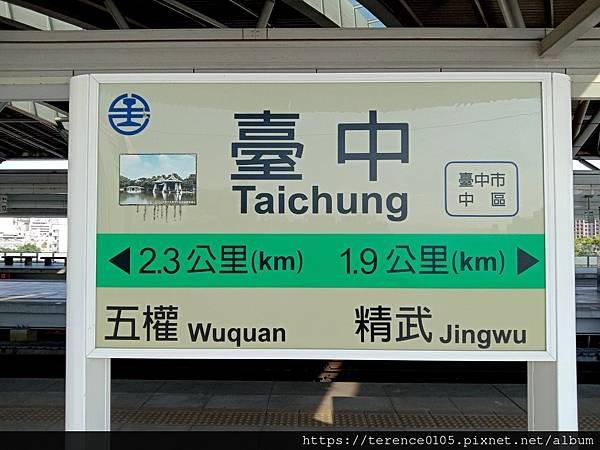 臺中
Taichung
臺中市
中區
◀ 2.3公里(km) 1.9公里(km) ▶
五權 Wuquan 精武 Jingwu
https://terence0105.pixnet.net/album